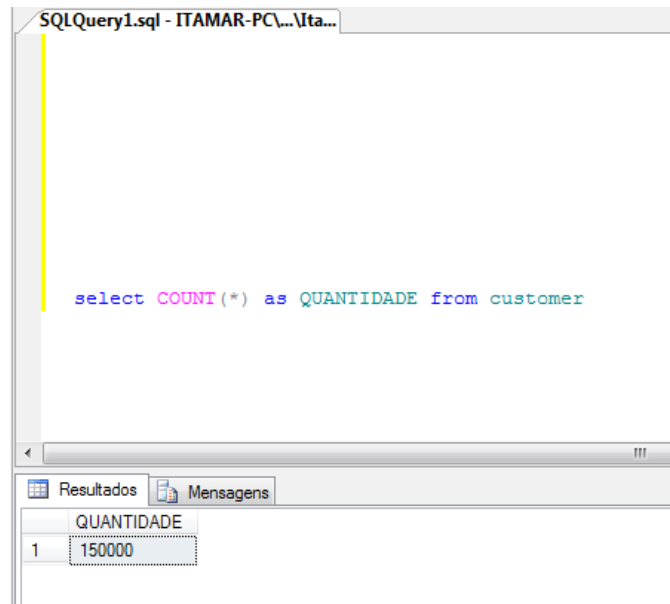 SQLQuery1.sql - ITAMAR-PC\...\Ita...
select COUNT(*) as QUANTIDADE from customer
Resultados Mensagens
QUANTIDADE
1 150000